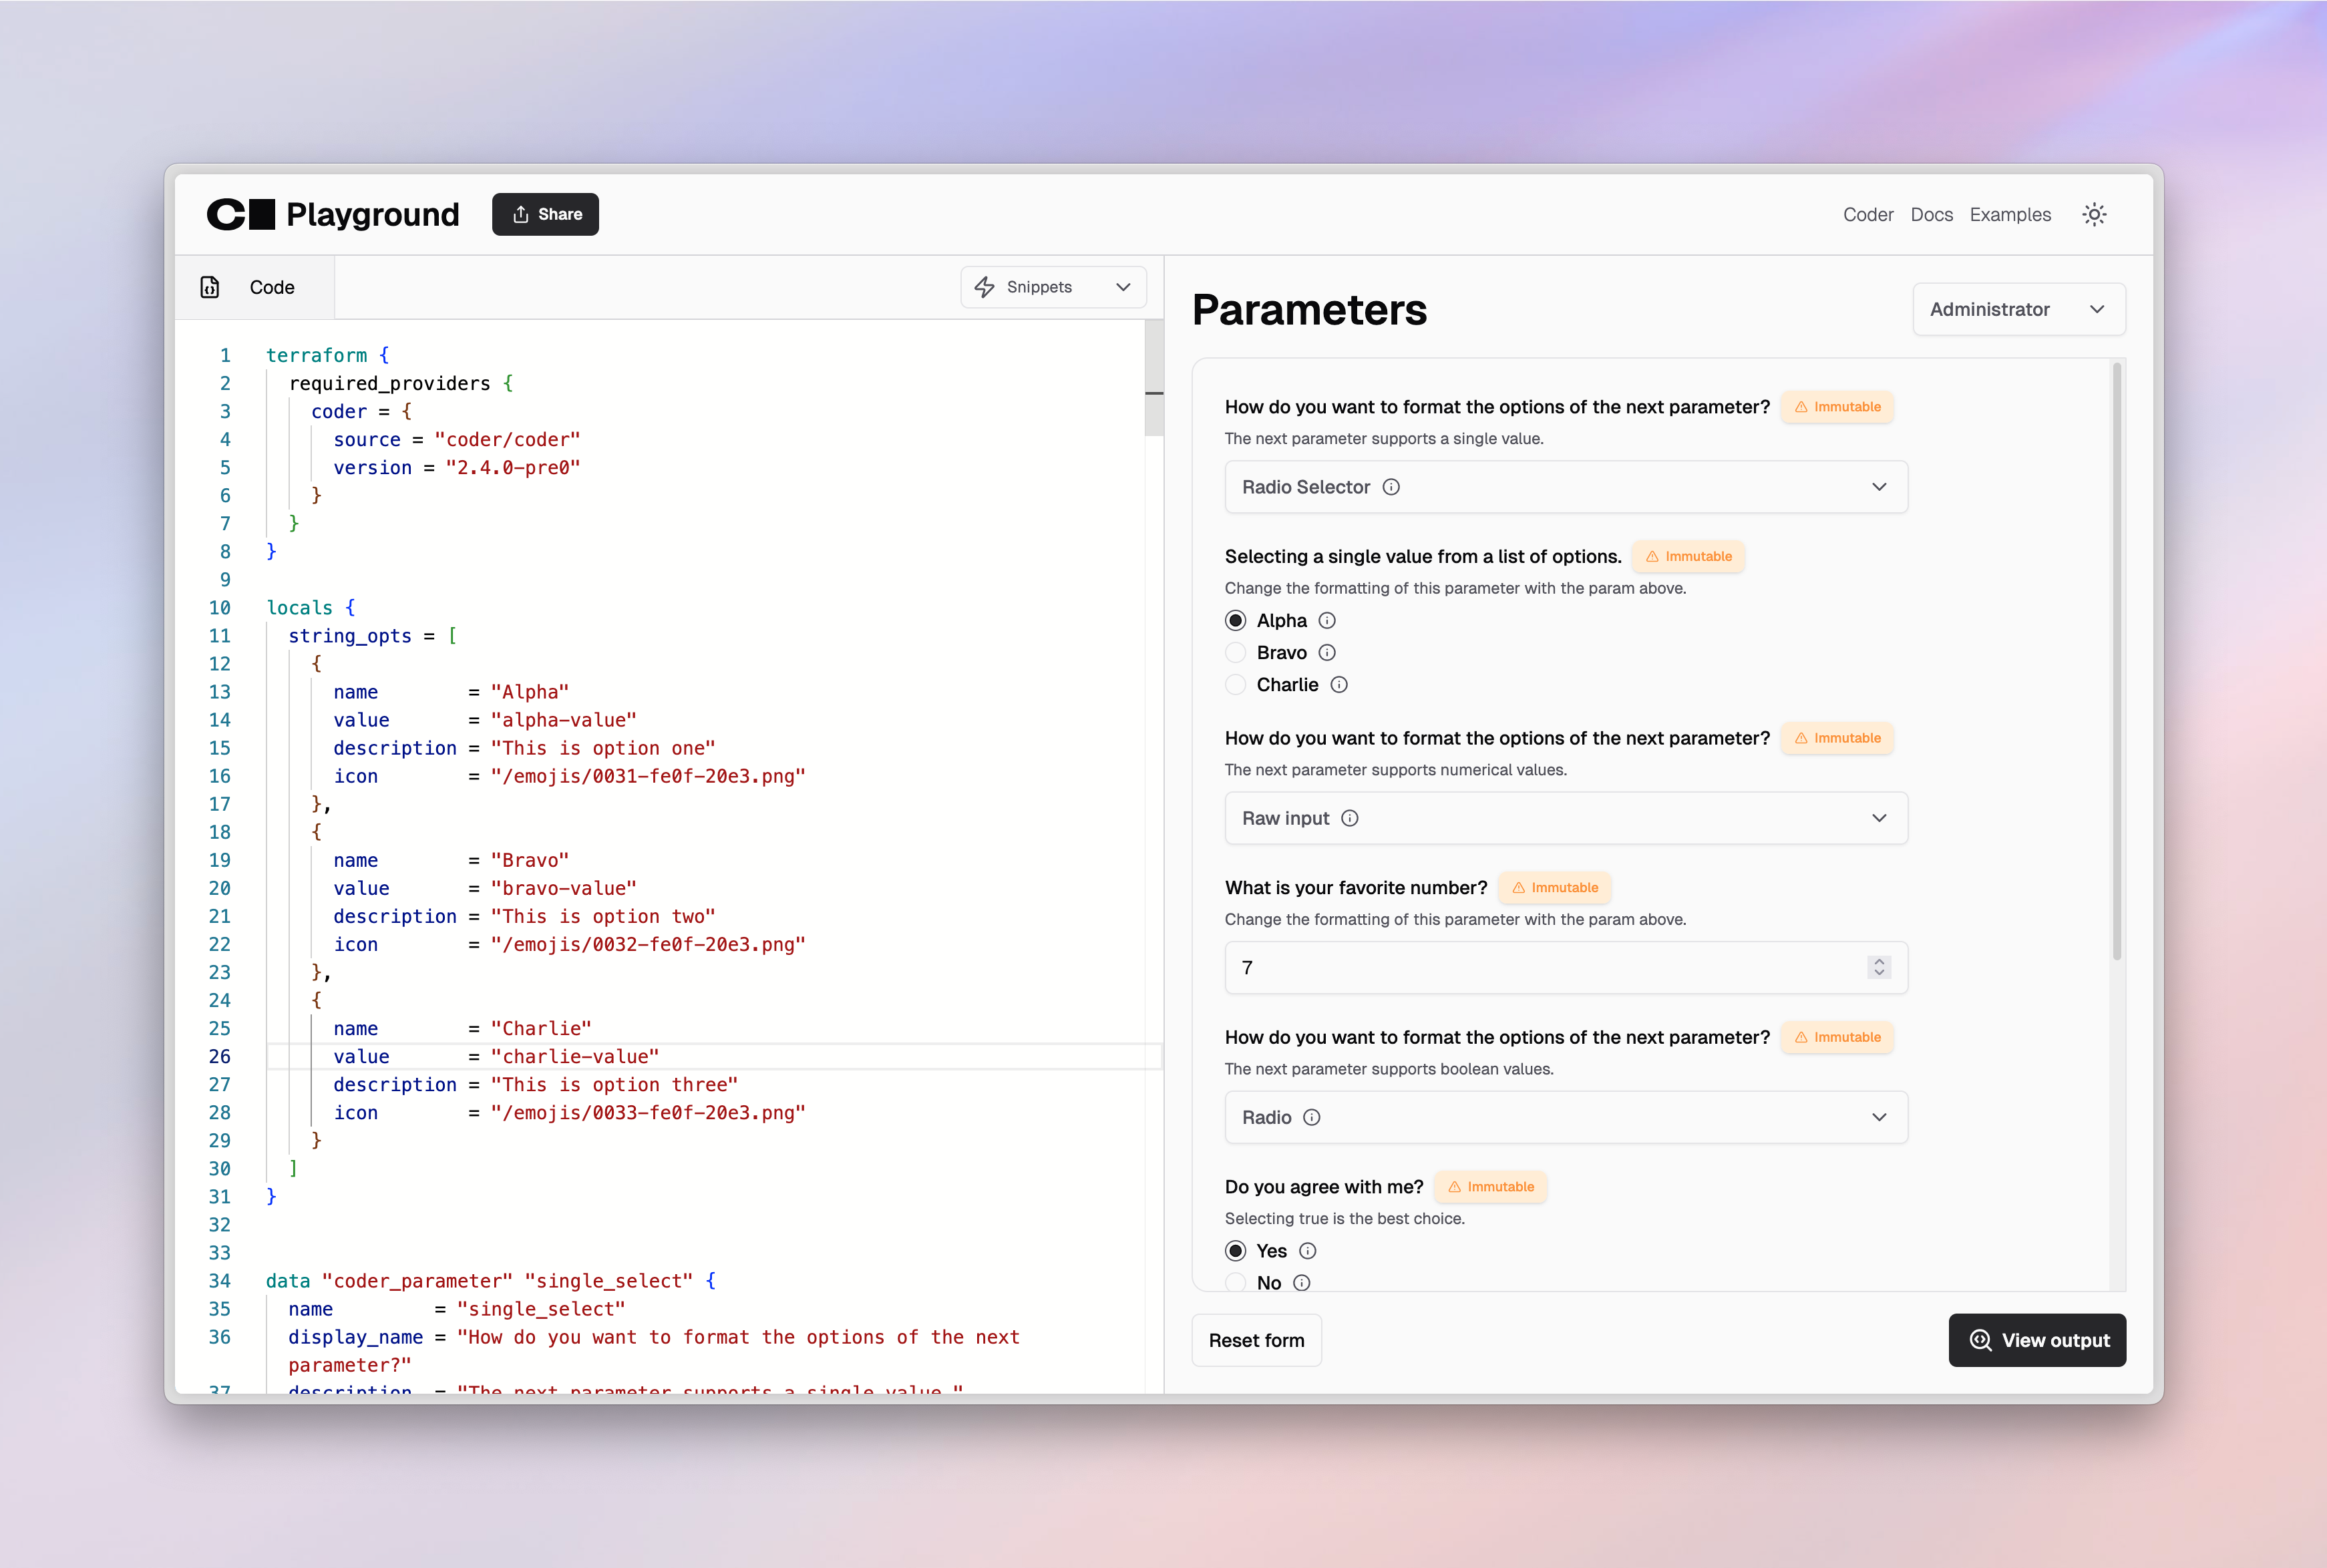 Playground
Share
Coder Docs Examples
Code
Snippets
1 terraform {
2 required_providers {
3 coder = {
4 source = "coder/coder"
5 version = "2.4.0-pre0"
6 }
7 }
8 }
9
10 locals {
11 string_opts = [
12 {
13 name = "Alpha"
14 value = "alpha-value"
15 description = "This is option one"
16 icon = "/emojis/0031-fe0f-20e3.png"
17 },
18 {
19 name = "Bravo"
20 value = "bravo-value"
21 description = "This is option two"
22 icon = "/emojis/0032-fe0f-20e3.png"
23 },
24 {
25 name = "Charlie"
26 value = "charlie-value"
27 description = "This is option three"
28 icon = "/emojis/0033-fe0f-20e3.png"
29 }
30 ]
31 }
32
33
34 data "coder_parameter" "single_select" {
35 name = "single_select"
36 display_name = "How do you want to format the options of the next
parameter?"
37 description = "The next parameter supports a single value."
Parameters
Administrator
How do you want to format the options of the next parameter? Immutable
The next parameter supports a single value.
Radio Selector
Selecting a single value from a list of options. Immutable
Change the formatting of this parameter with the param above.
Alpha
Bravo
Charlie
How do you want to format the options of the next parameter? Immutable
The next parameter supports numerical values.
Raw input
What is your favorite number? Immutable
Change the formatting of this parameter with the param above.
7
How do you want to format the options of the next parameter? Immutable
The next parameter supports boolean values.
Radio
Do you agree with me? Immutable
Selecting true is the best choice.
Yes
No
Reset form
View output